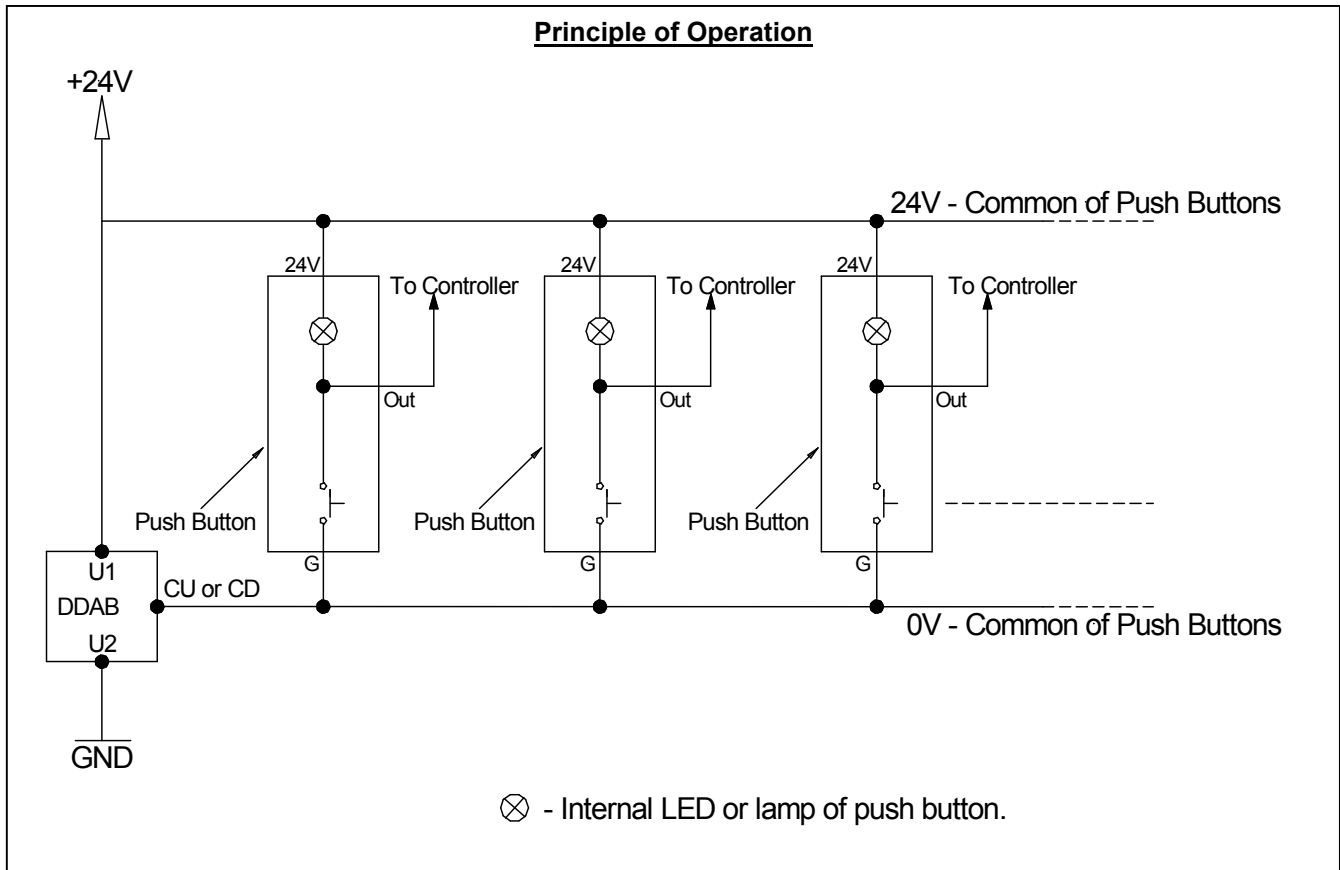 Principle of Operation
+24V
24V - Common of Push Buttons
24V
24V
24V
To Controller
To Controller
To Controller
Out
Out
Out
Push Button
Push Button
Push Button
U1
DDAB
U2
CU or CD
G
G
G
0V - Common of Push Buttons
GND
- Internal LED or lamp of push button.